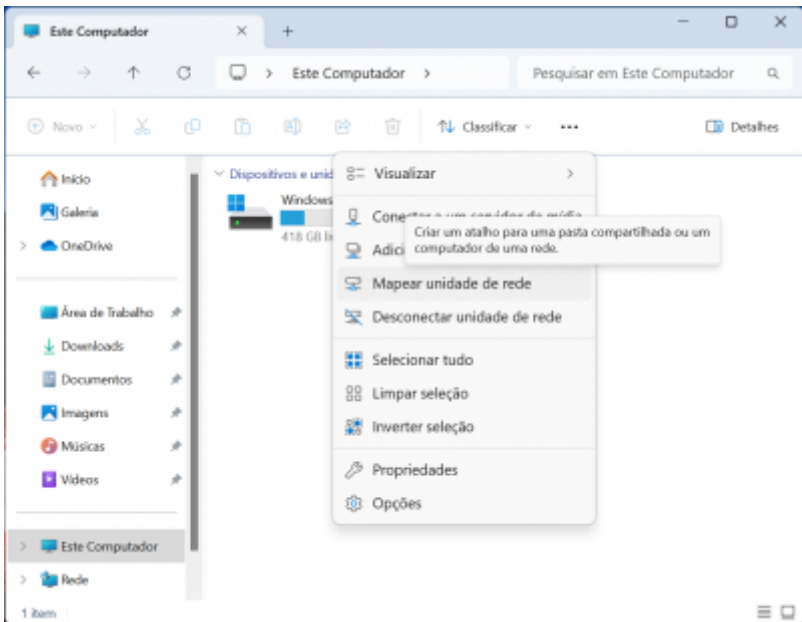 Este Computador
Este Computador
Pesquisar em Este Computador
Novo
Classificar
Detalhes
Início
Galeria
OneDrive
Área de Trabalho
Downloads
Documentos
Imagens
Músicas
Vídeos
Este Computador
Rede
1 item
Dispositivos e
Windows
418 GB
Visualizar
Conectar a um servidor de mídia
Criar um atalho para uma pasta compartilhada ou um
computador de uma rede.
Mapear unidade de rede
Desconectar unidade de rede
Selecionar tudo
Limpar seleção
Inverter seleção
Propriedades
Opções